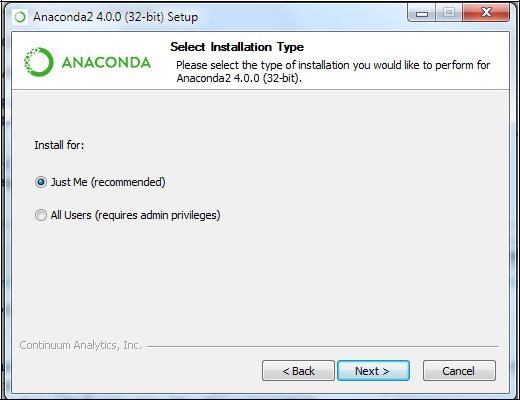 Anaconda2 4.0.0 (32-bit) Setup
ANACONDA
Select Installation Type
Please select the type of installation you would like to perform for
Anaconda2 4.0.0 (32-bit).
Install for:
Just Me (recommended)
All Users (requires admin privileges)
Continuum Analytics, Inc.
< Back Next > Cancel